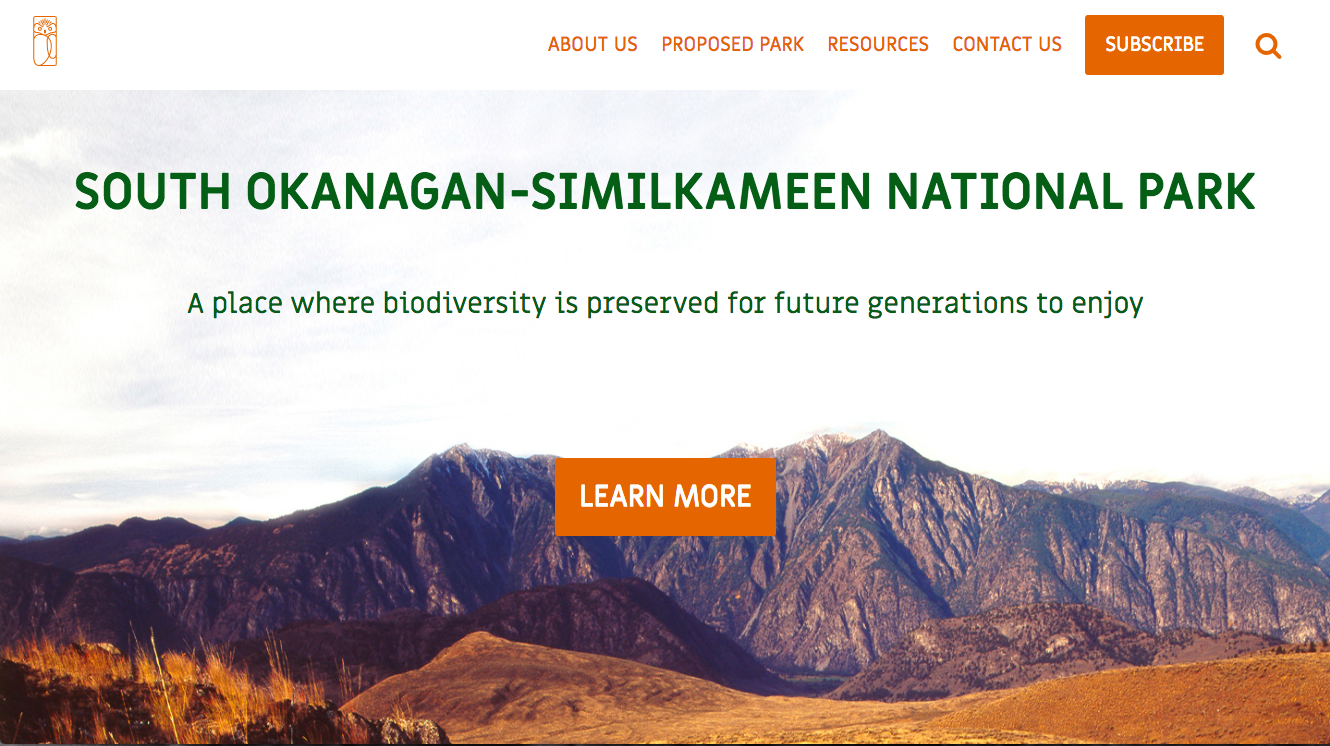 ABOUT US PROPOSED PARK RESOURCES CONTACT US SUBSCRIBE
SOUTH OKANAGAN-SIMILKAMEEN NATIONAL PARK
A place where biodiversity is preserved for future generations to enjoy
LEARN MORE